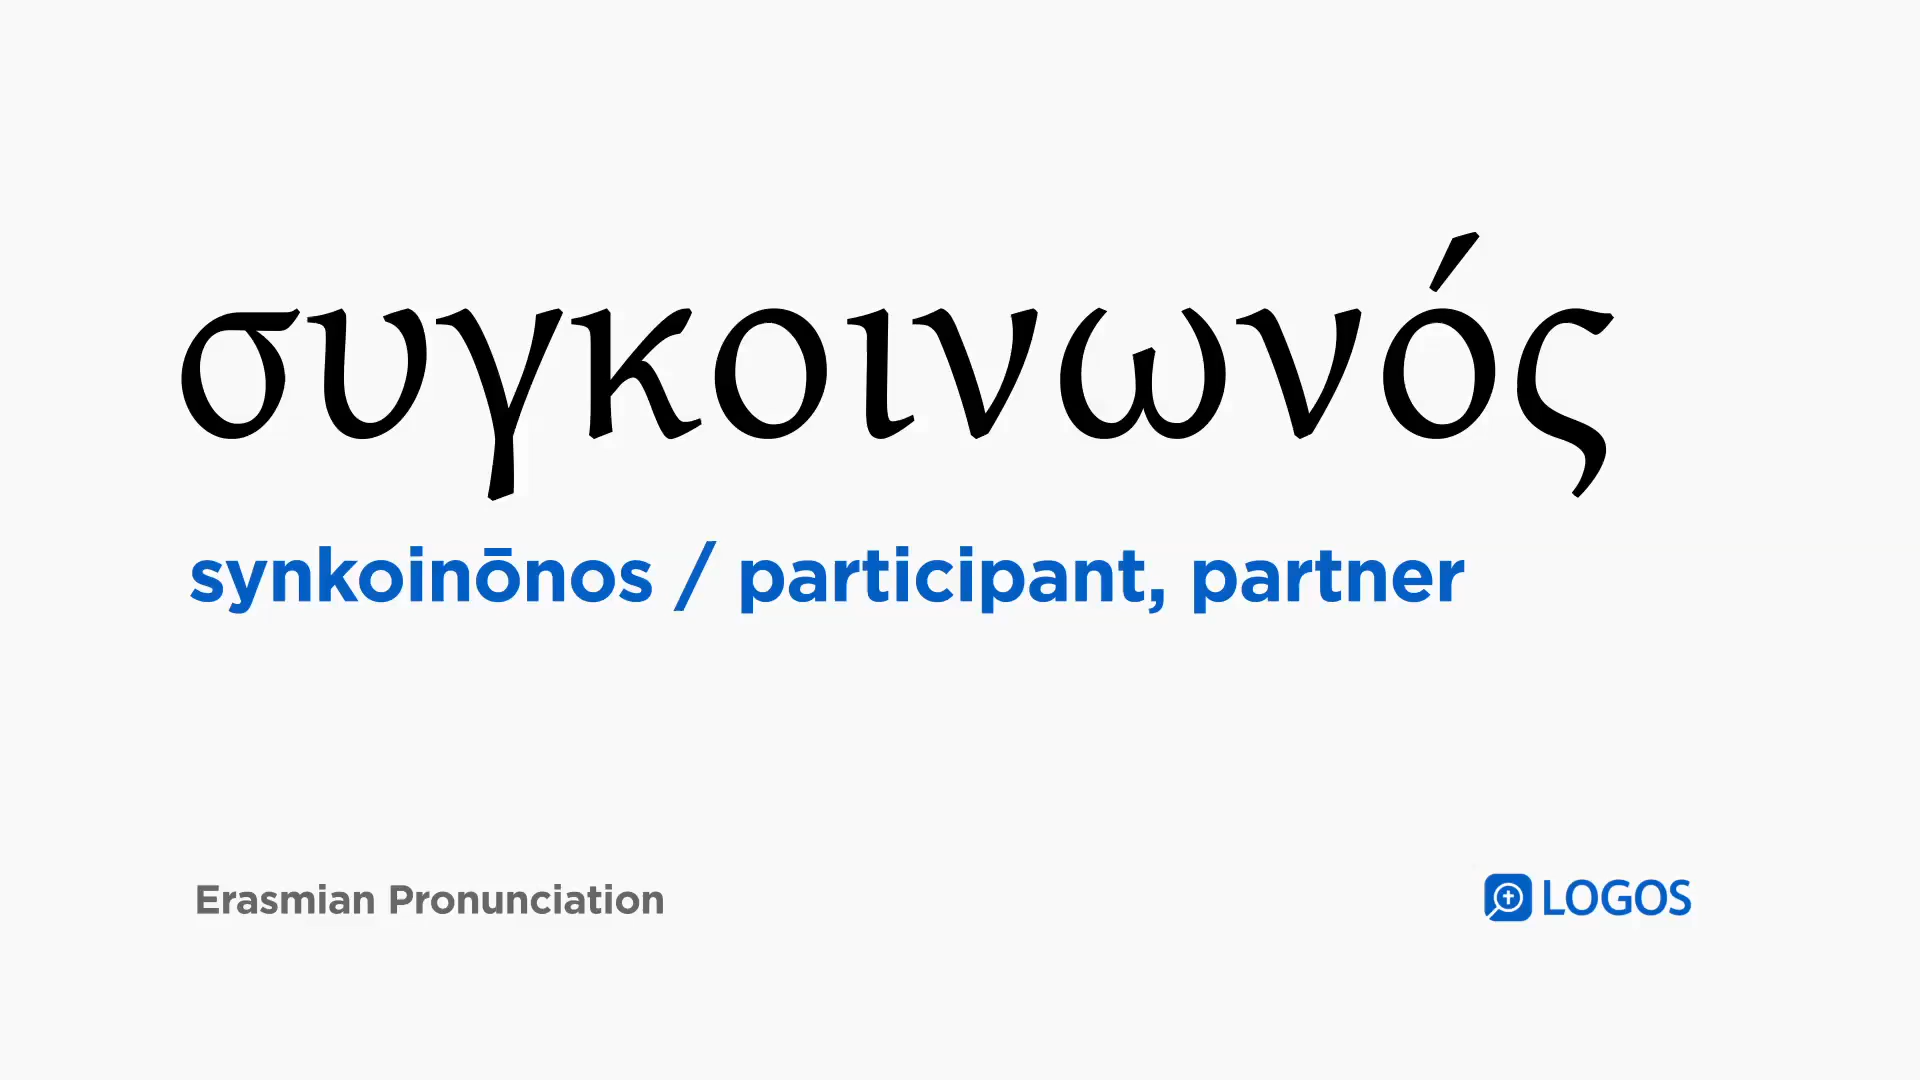 συγκοινωνός
synkoinōnos / participant, partner
Erasmian Pronunciation
LOGOS